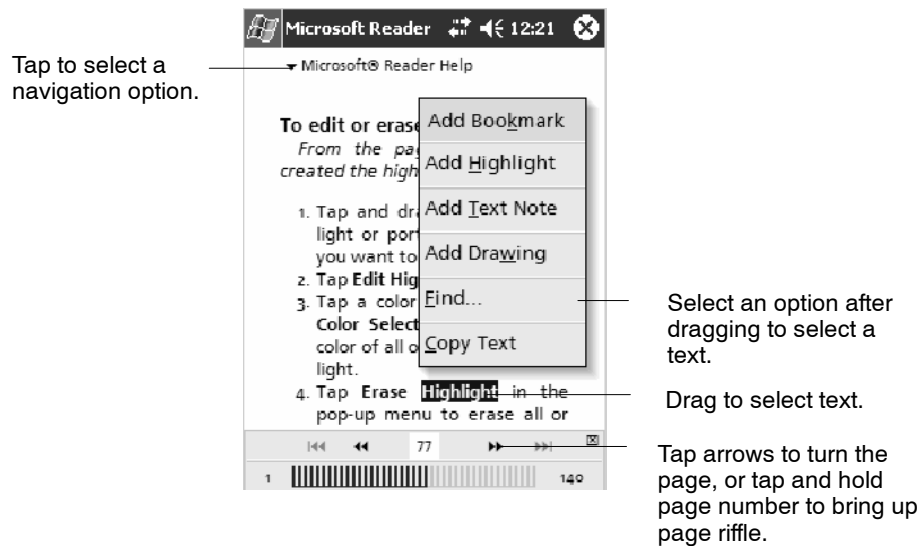 Microsoft Reader 12:21
Tap to select a
navigation option.
Microsoft® Reader Help
To edit or erase
From the pa
created the high
1. Tap and dra
light or port
you want to
2. Tap Edit Hig
3. Tap a color
Color Select
color of all o
light.
4. Tap Erase Highlight in the
pop-up menu to erase all or
Add Bookmark
Add Highlight
Add Text Note
Add Drawing
Find...
Copy Text
Select an option after
dragging to select a
text.
Drag to select text.
77
1 149
Tap arrows to turn the
page, or tap and hold
page number to bring up
page riffle.